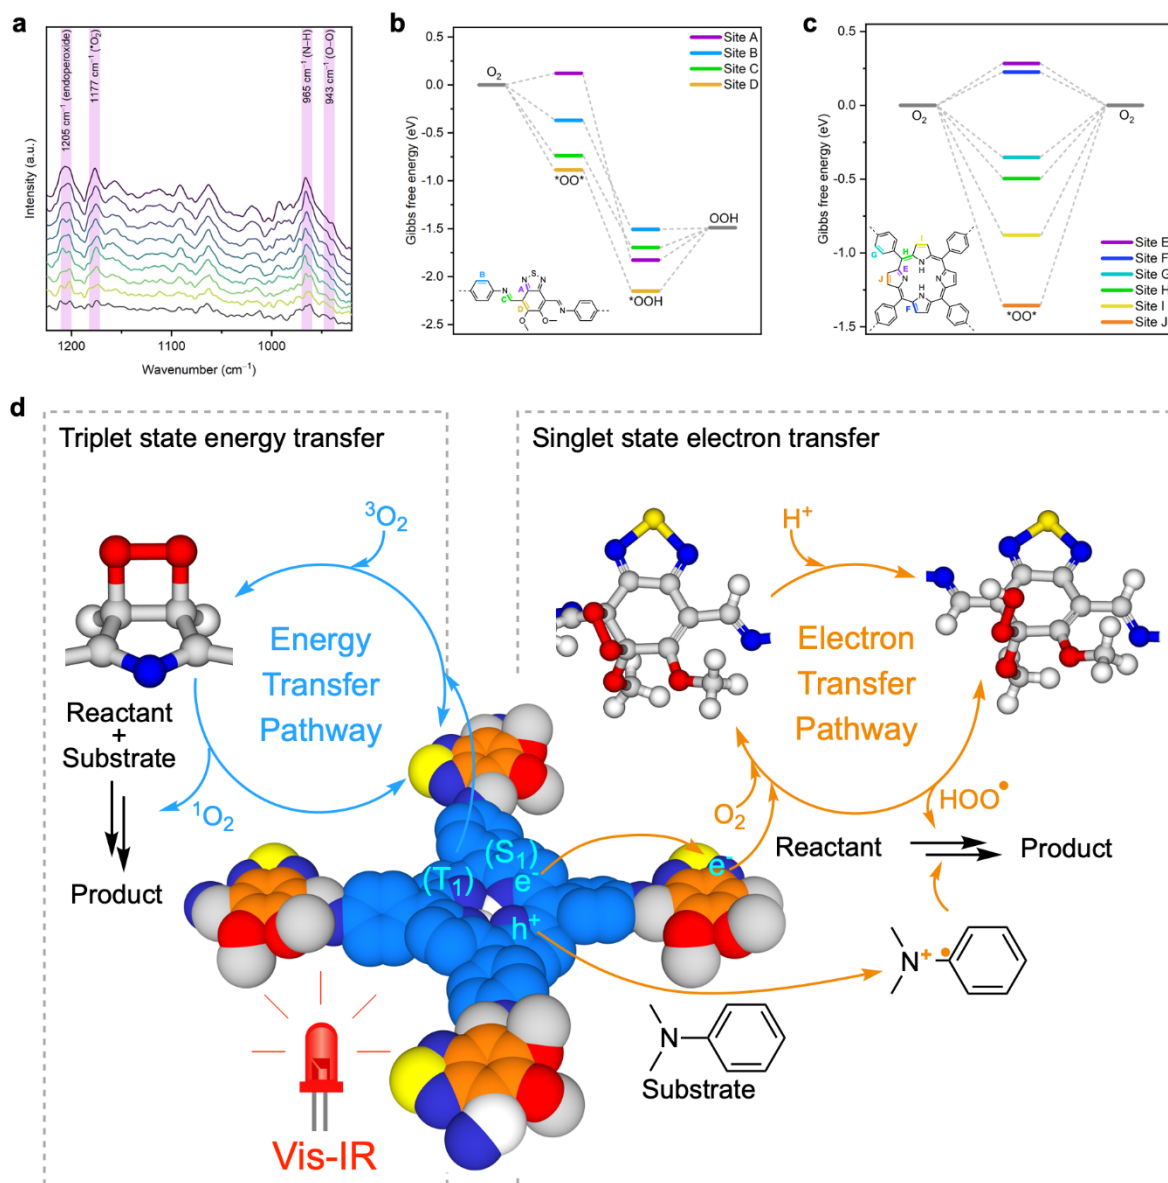 a
1205 cm⁻¹ (endoperoxide)
1177 cm⁻¹ (*O₂)
965 cm⁻¹ (N–H)
943 cm⁻¹ (O–O)
Intensity (a.u.)
1200
1100
1000
Wavenumber (cm⁻¹)
b
0.5
0.0
-0.5
-1.0
-1.5
-2.0
-2.5
Gibbs free energy (eV)
Site A
Site B
Site C
Site D
O₂
*OO*
*OOH
OOH
B
N
C
A
N
S
N
D
O
O
N
c
0.5
0.0
-0.5
-1.0
-1.5
Gibbs free energy (eV)
O₂
O₂
*OO*
Site E
Site F
Site G
Site H
Site I
Site J
G
H
I
N
H
E
J
N
N
H
N
F
d
Triplet state energy transfer
Singlet state electron transfer
³O₂
Energy
Transfer
Pathway
Reactant
+
Substrate
¹O₂
Product
H⁺
Electron
Transfer
Pathway
O₂
HOO•
Reactant
Product
(T₁)
(S₁)
e⁻
h⁺
e⁻
N
+ •
N
Substrate
Vis-IR